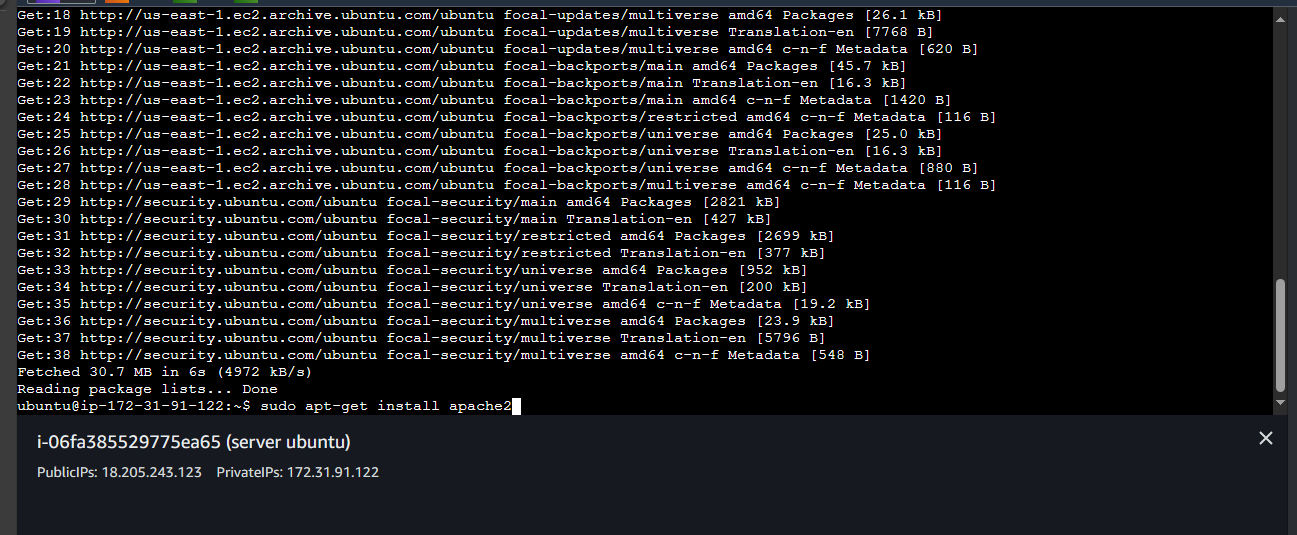 Get:18 http://us-east-1.ec2.archive.ubuntu.com/ubuntu focal-updates/multiverse amd64 Packages [26.1 kB]
Get:19 http://us-east-1.ec2.archive.ubuntu.com/ubuntu focal-updates/multiverse Translation-en [7768 B]
Get:20 http://us-east-1.ec2.archive.ubuntu.com/ubuntu focal-updates/multiverse amd64 c-n-f Metadata [620 B]
Get:21 http://us-east-1.ec2.archive.ubuntu.com/ubuntu focal-backports/main amd64 Packages [45.7 kB]
Get:22 http://us-east-1.ec2.archive.ubuntu.com/ubuntu focal-backports/main Translation-en [16.3 kB]
Get:23 http://us-east-1.ec2.archive.ubuntu.com/ubuntu focal-backports/main amd64 c-n-f Metadata [1420 B]
Get:24 http://us-east-1.ec2.archive.ubuntu.com/ubuntu focal-backports/restricted amd64 c-n-f Metadata [116 B]
Get:25 http://us-east-1.ec2.archive.ubuntu.com/ubuntu focal-backports/universe amd64 Packages [25.0 kB]
Get:26 http://us-east-1.ec2.archive.ubuntu.com/ubuntu focal-backports/universe Translation-en [16.3 kB]
Get:27 http://us-east-1.ec2.archive.ubuntu.com/ubuntu focal-backports/universe amd64 c-n-f Metadata [880 B]
Get:28 http://us-east-1.ec2.archive.ubuntu.com/ubuntu focal-backports/multiverse amd64 c-n-f Metadata [116 B]
Get:29 http://security.ubuntu.com/ubuntu focal-security/main amd64 Packages [2821 kB]
Get:30 http://security.ubuntu.com/ubuntu focal-security/main Translation-en [427 kB]
Get:31 http://security.ubuntu.com/ubuntu focal-security/restricted amd64 Packages [2699 kB]
Get:32 http://security.ubuntu.com/ubuntu focal-security/restricted Translation-en [377 kB]
Get:33 http://security.ubuntu.com/ubuntu focal-security/universe amd64 Packages [952 kB]
Get:34 http://security.ubuntu.com/ubuntu focal-security/universe Translation-en [200 kB]
Get:35 http://security.ubuntu.com/ubuntu focal-security/universe amd64 c-n-f Metadata [19.2 kB]
Get:36 http://security.ubuntu.com/ubuntu focal-security/multiverse amd64 Packages [23.9 kB]
Get:37 http://security.ubuntu.com/ubuntu focal-security/multiverse Translation-en [5796 B]
Get:38 http://security.ubuntu.com/ubuntu focal-security/multiverse amd64 c-n-f Metadata [548 B]
Fetched 30.7 MB in 6s (4972 kB/s)
Reading package lists... Done
ubuntu@ip-172-31-91-122:~$ sudo apt-get install apache2
i-06fa385529775ea65 (server ubuntu)
PublicIPs: 18.205.243.123 PrivateIPs: 172.31.91.122